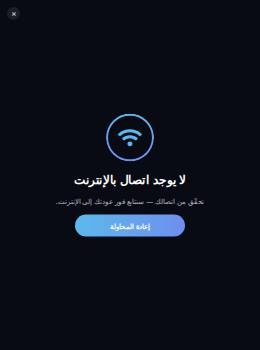 لا يوجد اتصال بالإنترنت
تحقّق من اتصالك — سنتابع فور عودتك إلى الإنترنت.
إعادة المحاولة